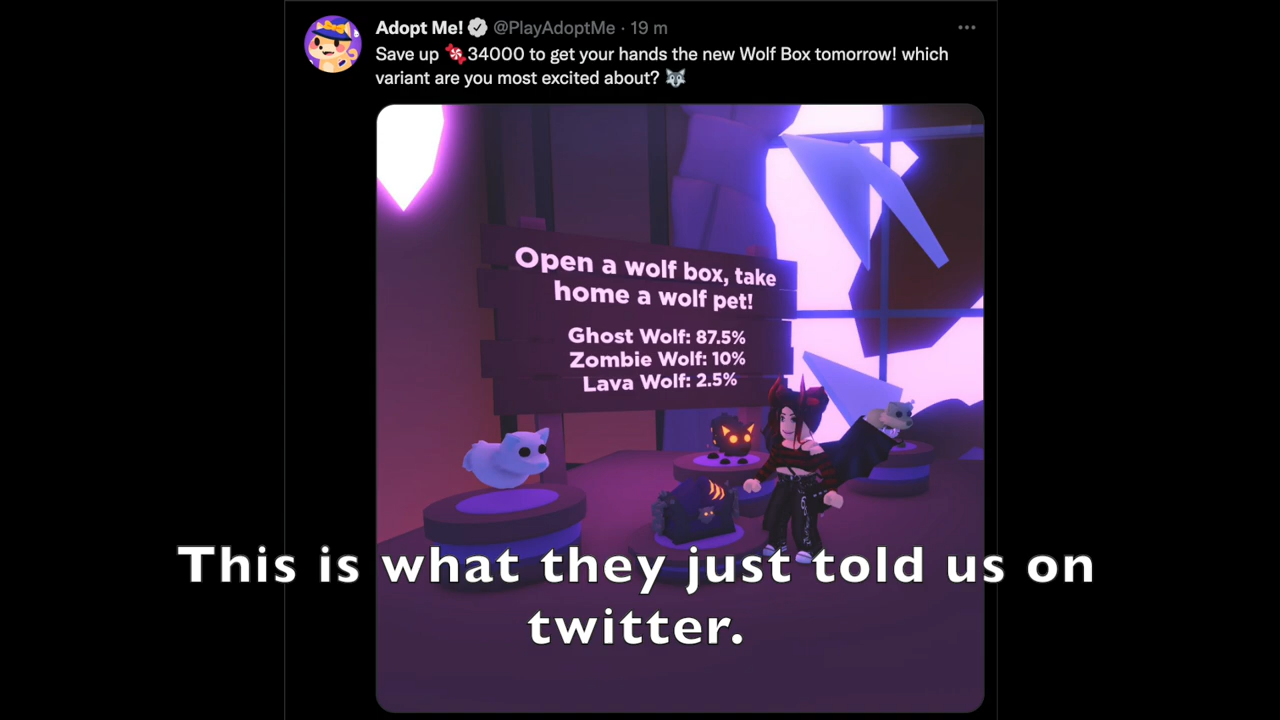 Adopt Me! @PlayAdoptMe · 19 m
Save up 🍬34000 to get your hands the new Wolf Box tomorrow! which
variant are you most excited about? 🐺
Open a wolf box, take
home a wolf pet!
Ghost Wolf: 87.5%
Zombie Wolf: 10%
Lava Wolf: 2.5%
This is what they just told us on
twitter.